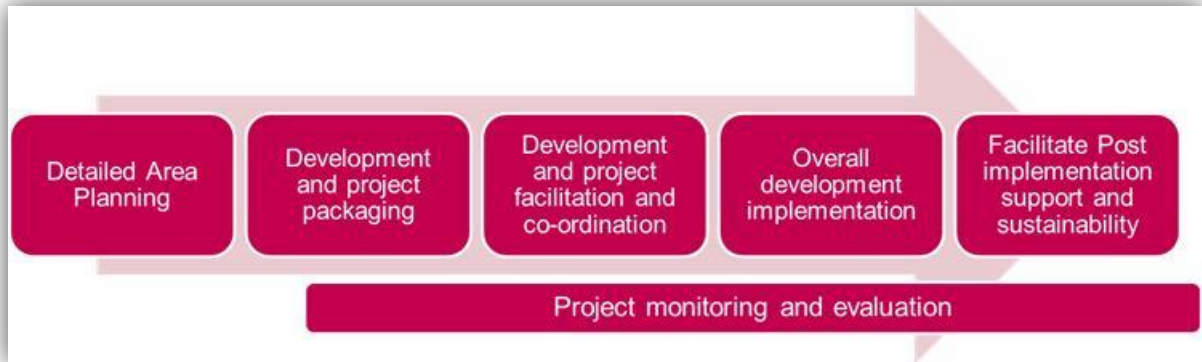 Detailed Area
Planning
Development
and project
packaging
Development
and project
facilitation and
co-ordination
Overall
development
implementation
Facilitate Post
implementation
support and
sustainability
Project monitoring and evaluation